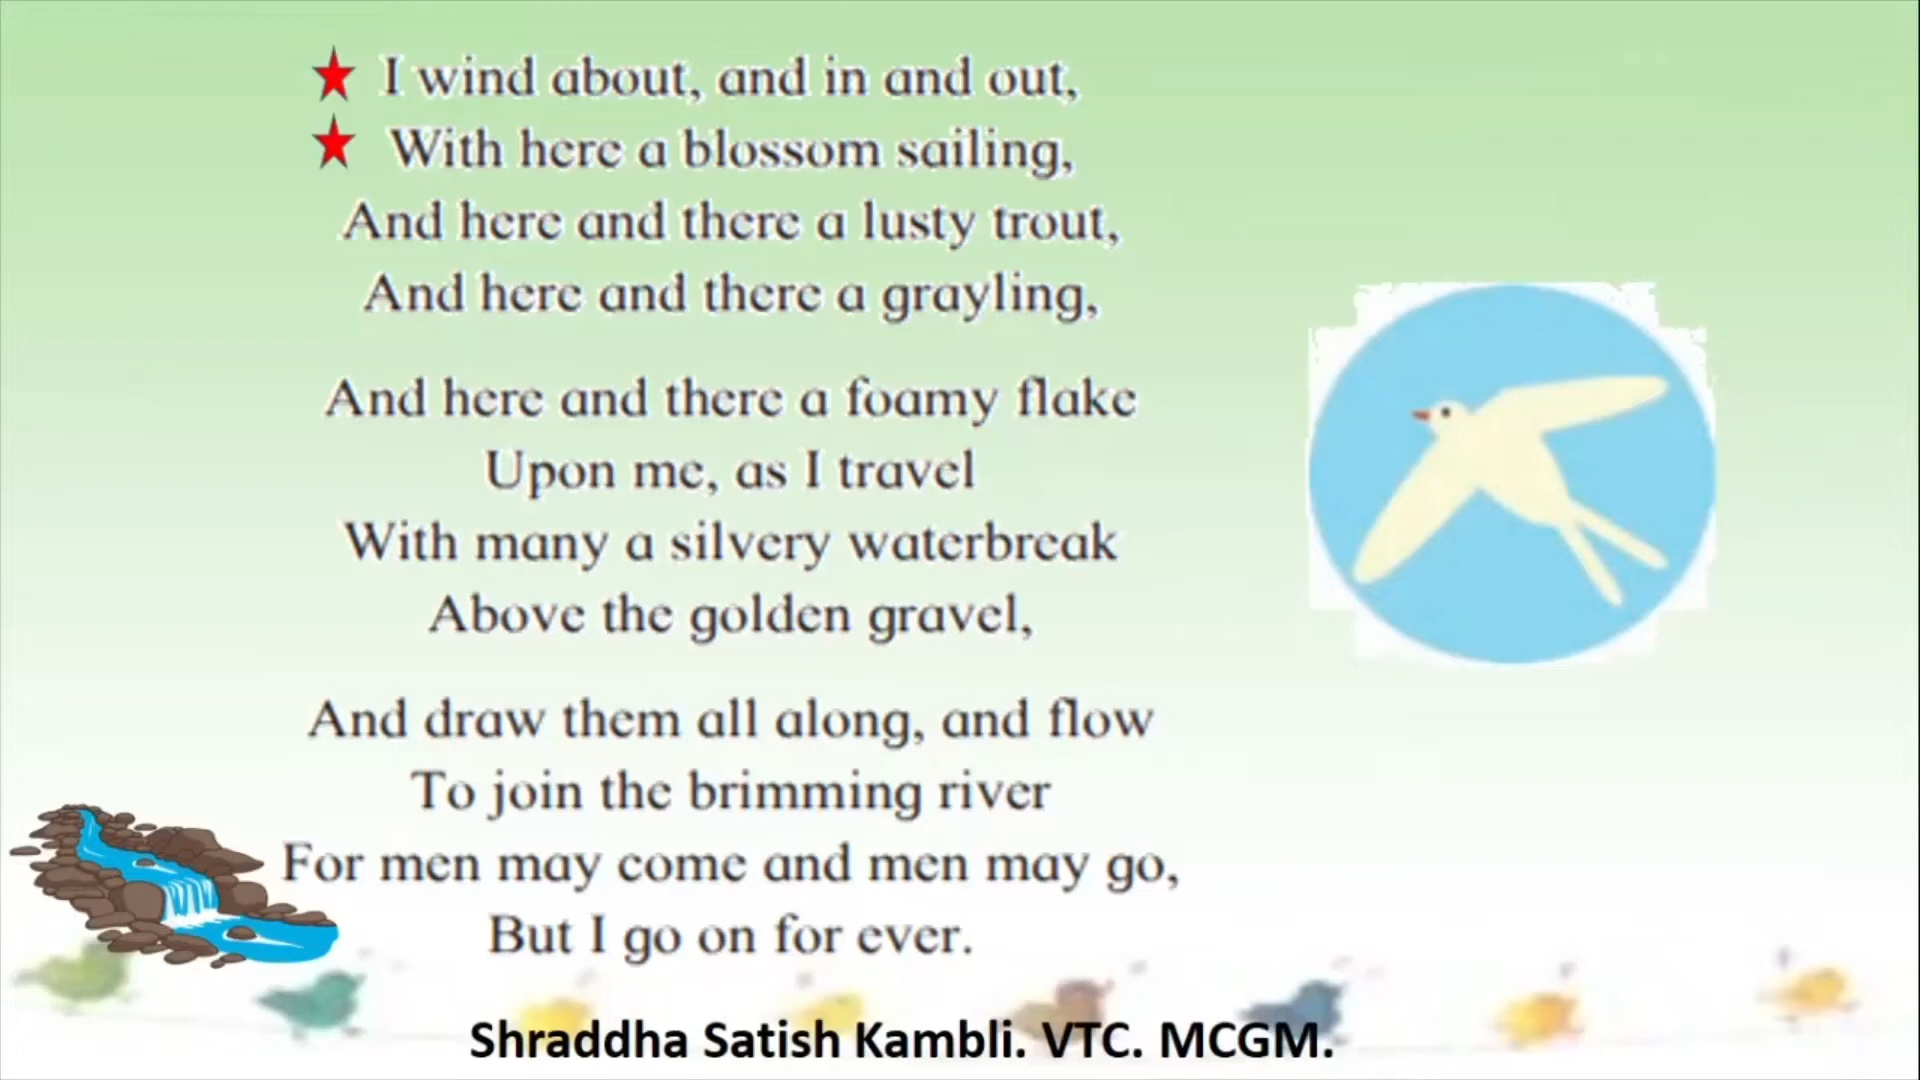 I wind about, and in and out,
With here a blossom sailing,
And here and there a lusty trout,
And here and there a grayling,
And here and there a foamy flake
Upon me, as I travel
With many a silvery waterbreak
Above the golden gravel,
And draw them all along, and flow
To join the brimming river
For men may come and men may go,
But I go on for ever.
Shraddha Satish Kambli. VTC. MCGM.